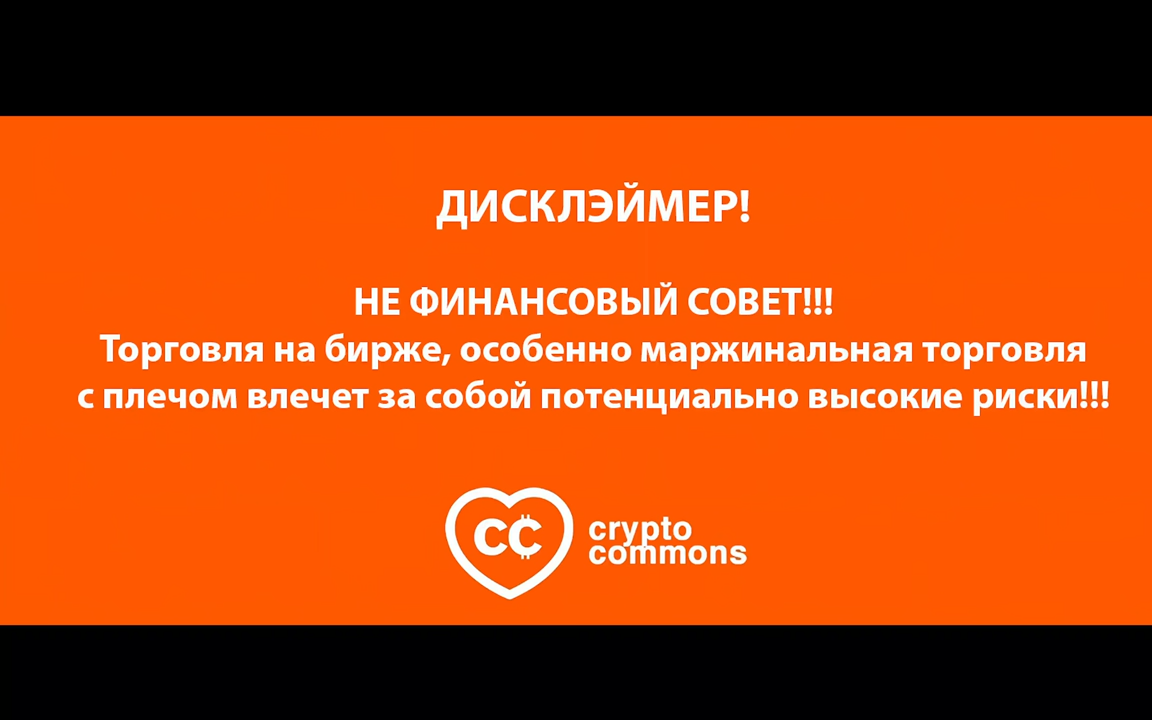 ДИСКЛЭЙМЕР!
НЕ ФИНАНСОВЫЙ СОВЕТ!!!
Торговля на бирже, особенно маржинальная торговля
с плечом влечет за собой потенциально высокие риски!!!
CC
crypto
commons